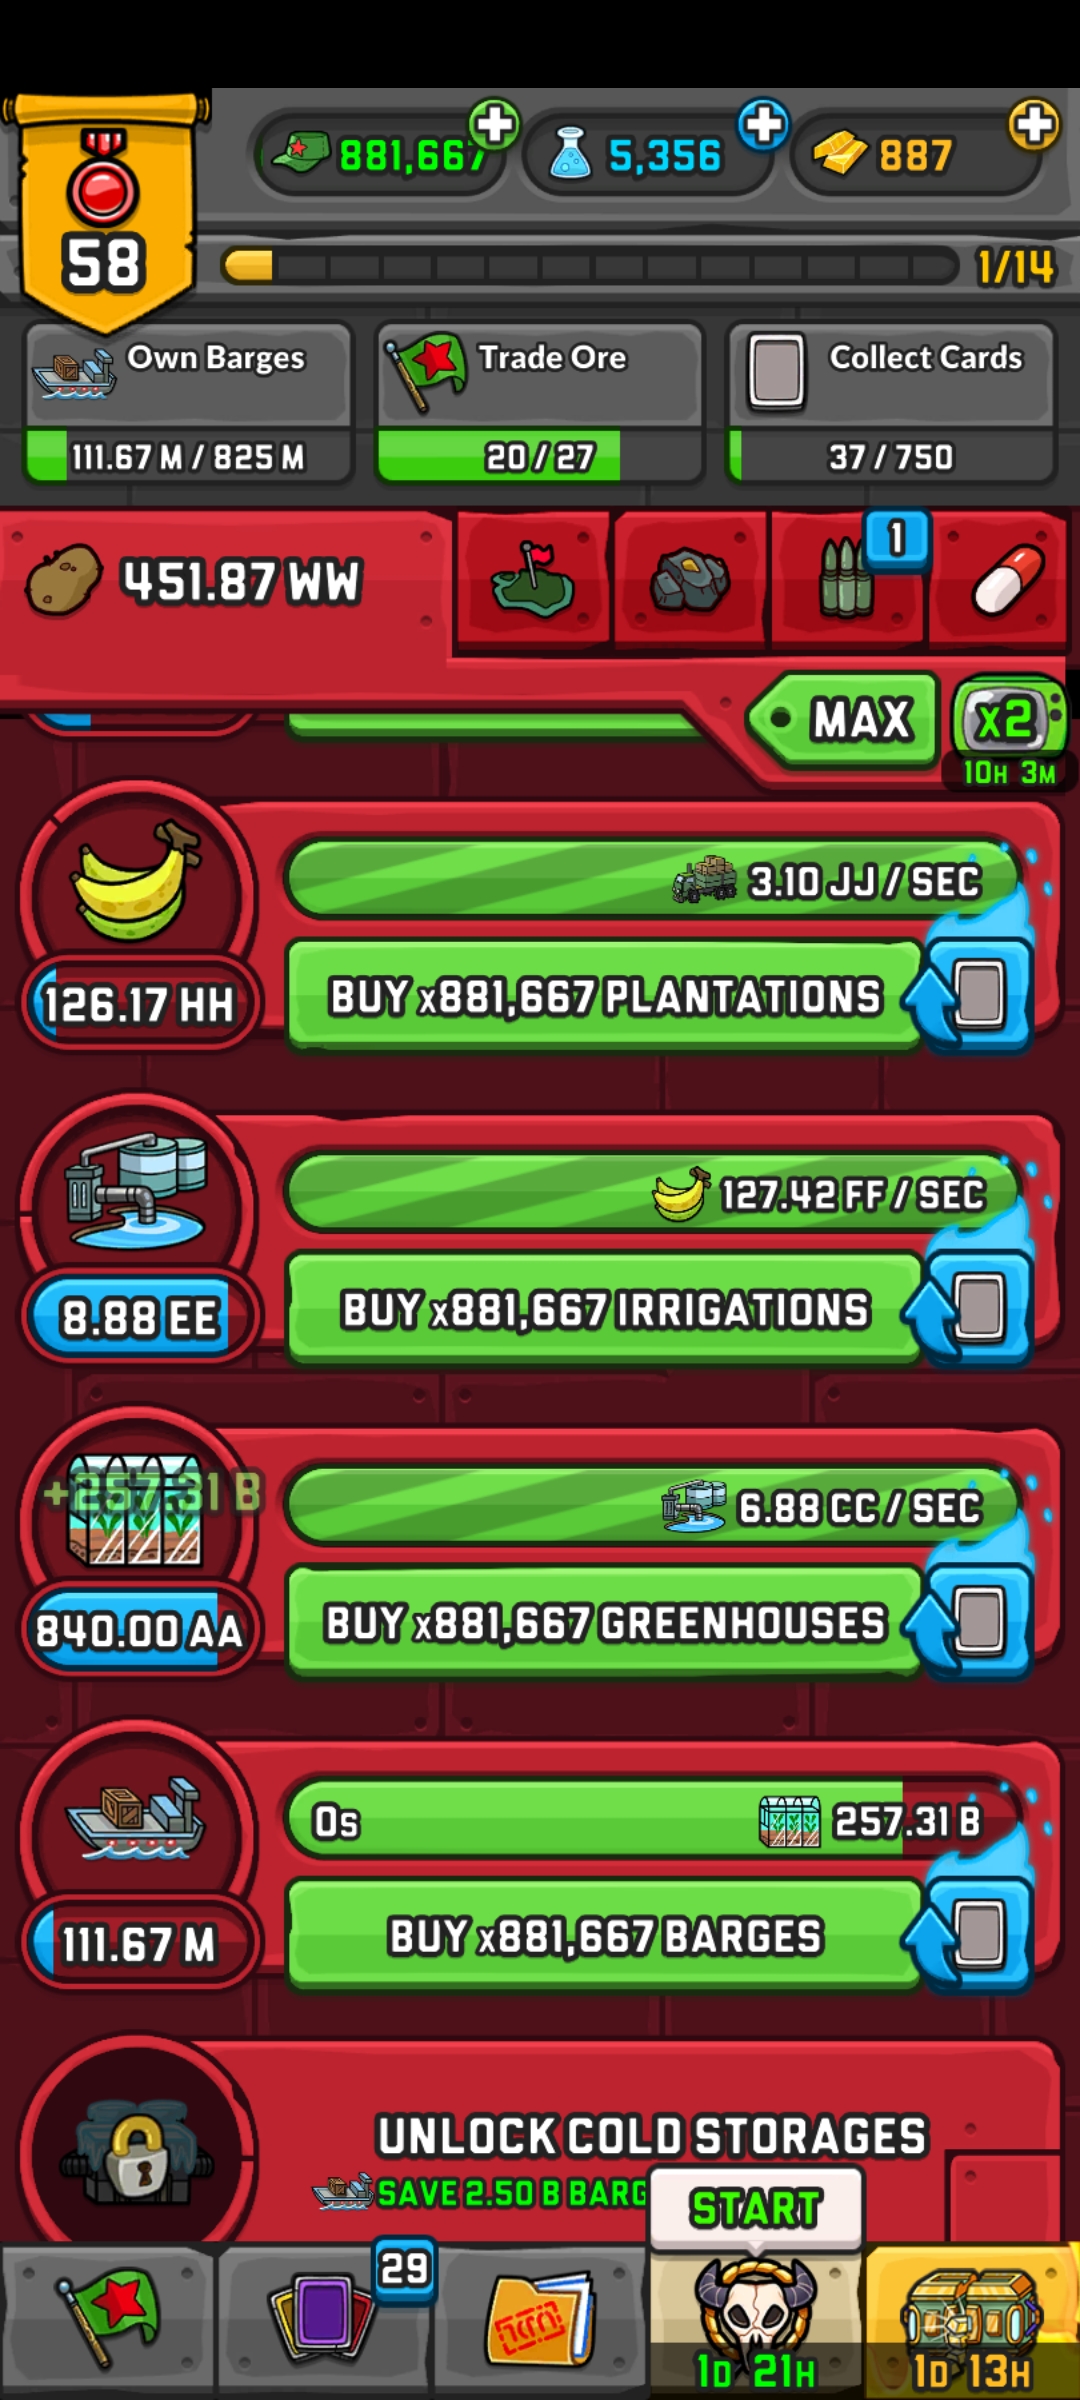 58
881,667
5,356
887
1/14
Own Barges
111.67 M / 825 M
Trade Ore
20 / 27
Collect Cards
37 / 750
451.87 WW
1
MAX
x2
10H 3M
3.10 JJ / SEC
126.17 HH
BUY x881,667 PLANTATIONS
127.42 FF / SEC
8.88 EE
BUY x881,667 IRRIGATIONS
+257.31 B
6.88 CC / SEC
840.00 AA
BUY x881,667 GREENHOUSES
0s
257.31 B
111.67 M
BUY x881,667 BARGES
UNLOCK COLD STORAGES
SAVE 2.50 B BARG
START
29
1D 21H
1D 13H